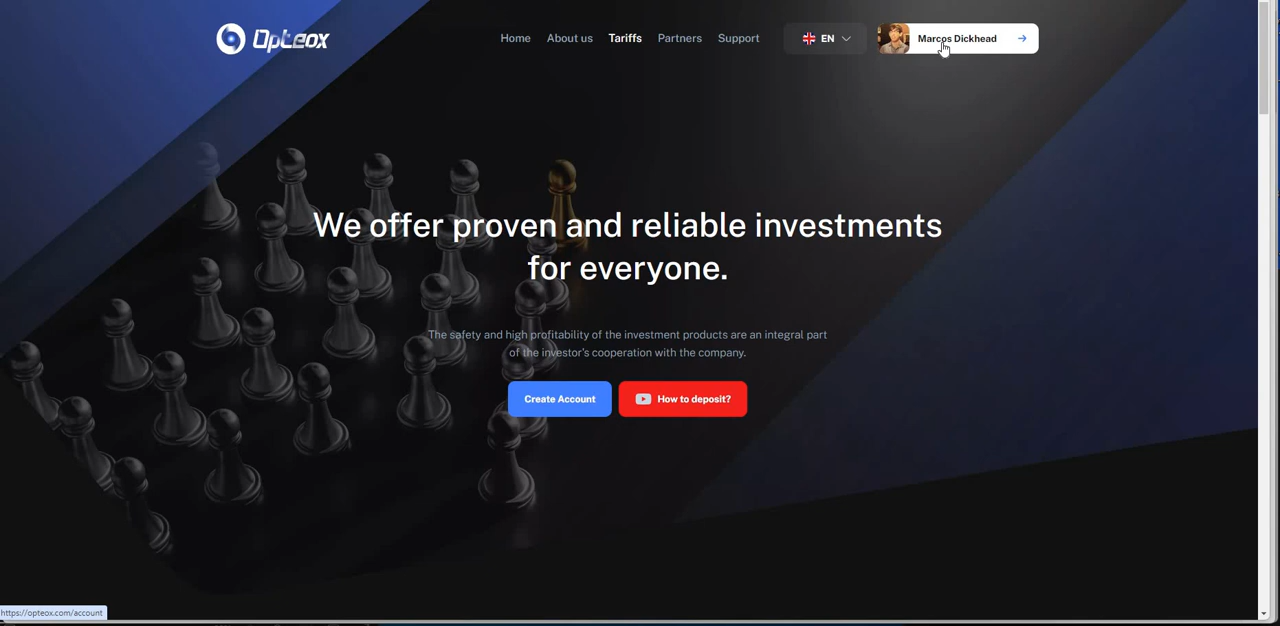 Opteox
Home About us Tariffs Partners Support EN Marcos Dickhead
We offer proven and reliable investments
for everyone.
The safety and high profitability of the investment products are an integral part
of the investor's cooperation with the company.
Create Account How to deposit?
https://opteox.com/account